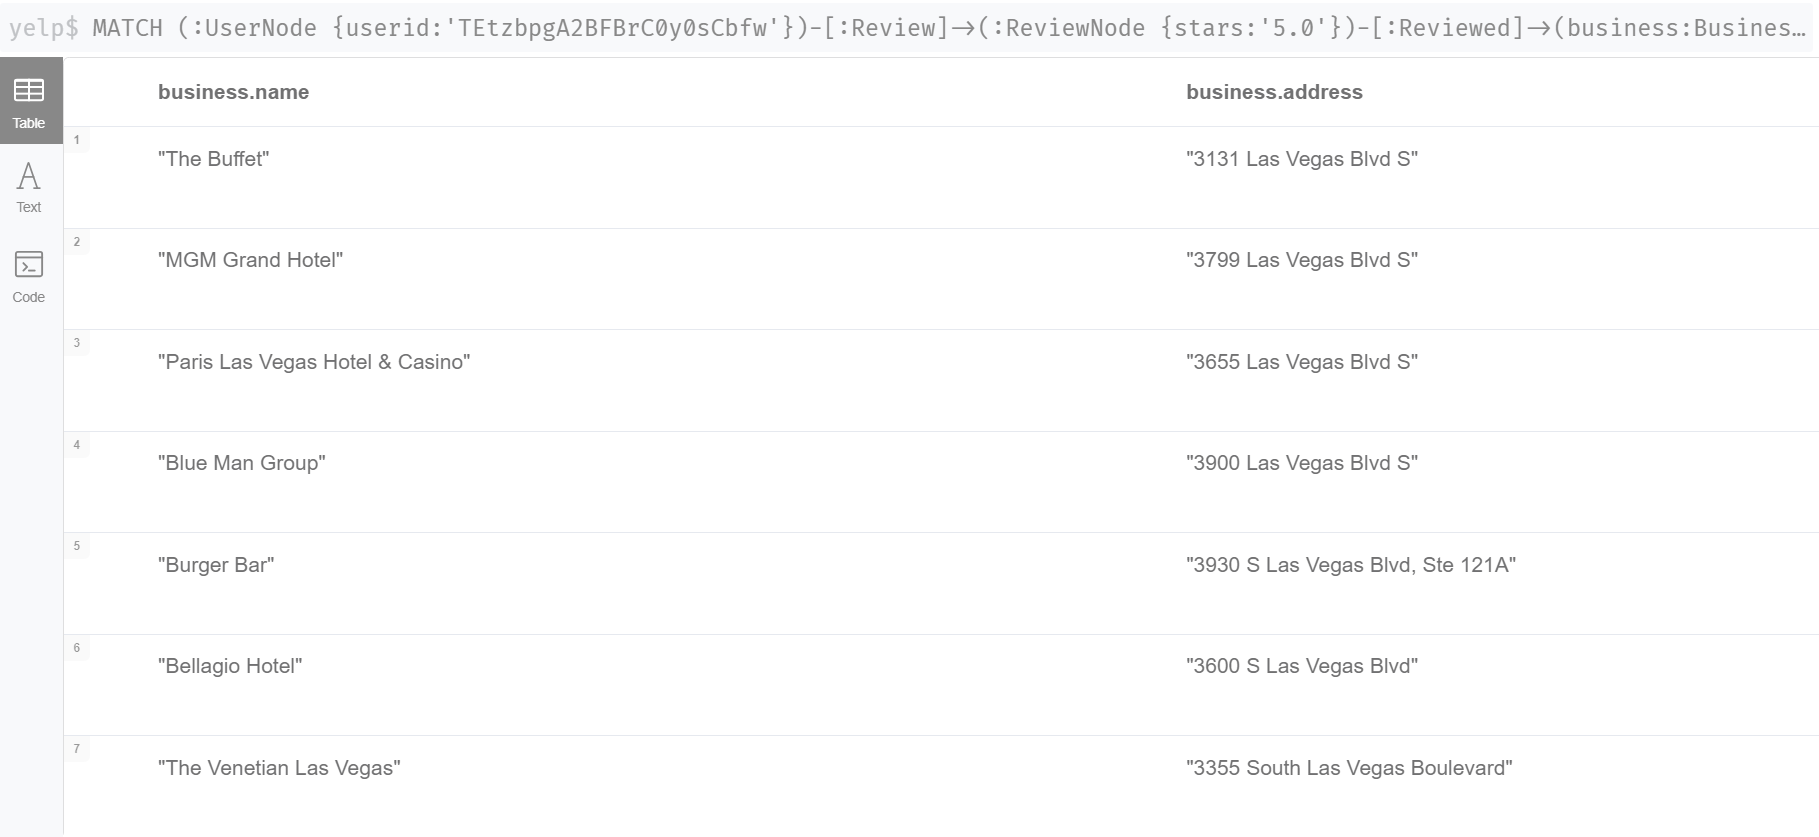 yelp$ MATCH (:UserNode {userid:'TEtzbpgA2BFBrC0y0sCbfw'})-[:Review]→(:ReviewNode {stars:'5.0'})-[:Reviewed]→(business:Busines…
business.name business.address
Table
1 "The Buffet" "3131 Las Vegas Blvd S"
Text
2 "MGM Grand Hotel" "3799 Las Vegas Blvd S"
Code
3 "Paris Las Vegas Hotel & Casino" "3655 Las Vegas Blvd S"
4 "Blue Man Group" "3900 Las Vegas Blvd S"
5 "Burger Bar" "3930 S Las Vegas Blvd, Ste 121A"
6 "Bellagio Hotel" "3600 S Las Vegas Blvd"
7 "The Venetian Las Vegas" "3355 South Las Vegas Boulevard"